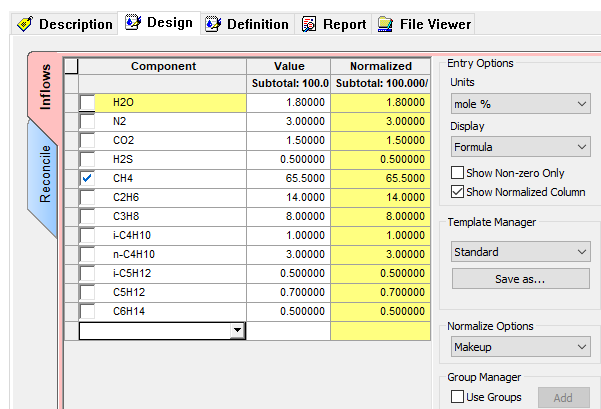 Description Design Definition Report File Viewer
Inflows
Reconcile
Component Value Normalized
Subtotal: 100.0 Subtotal: 100.000/
H2O 1.80000 1.80000
N2 3.00000 3.00000
CO2 1.50000 1.50000
H2S 0.500000 0.500000
CH4 65.5000 65.5000
C2H6 14.0000 14.0000
C3H8 8.00000 8.00000
i-C4H10 1.00000 1.00000
n-C4H10 3.00000 3.00000
i-C5H12 0.500000 0.500000
C5H12 0.700000 0.700000
C6H14 0.500000 0.500000
Entry Options
Units
mole %
Display
Formula
Show Non-zero Only
Show Normalized Column
Template Manager
Standard
Save as...
Normalize Options
Makeup
Group Manager
Use Groups Add